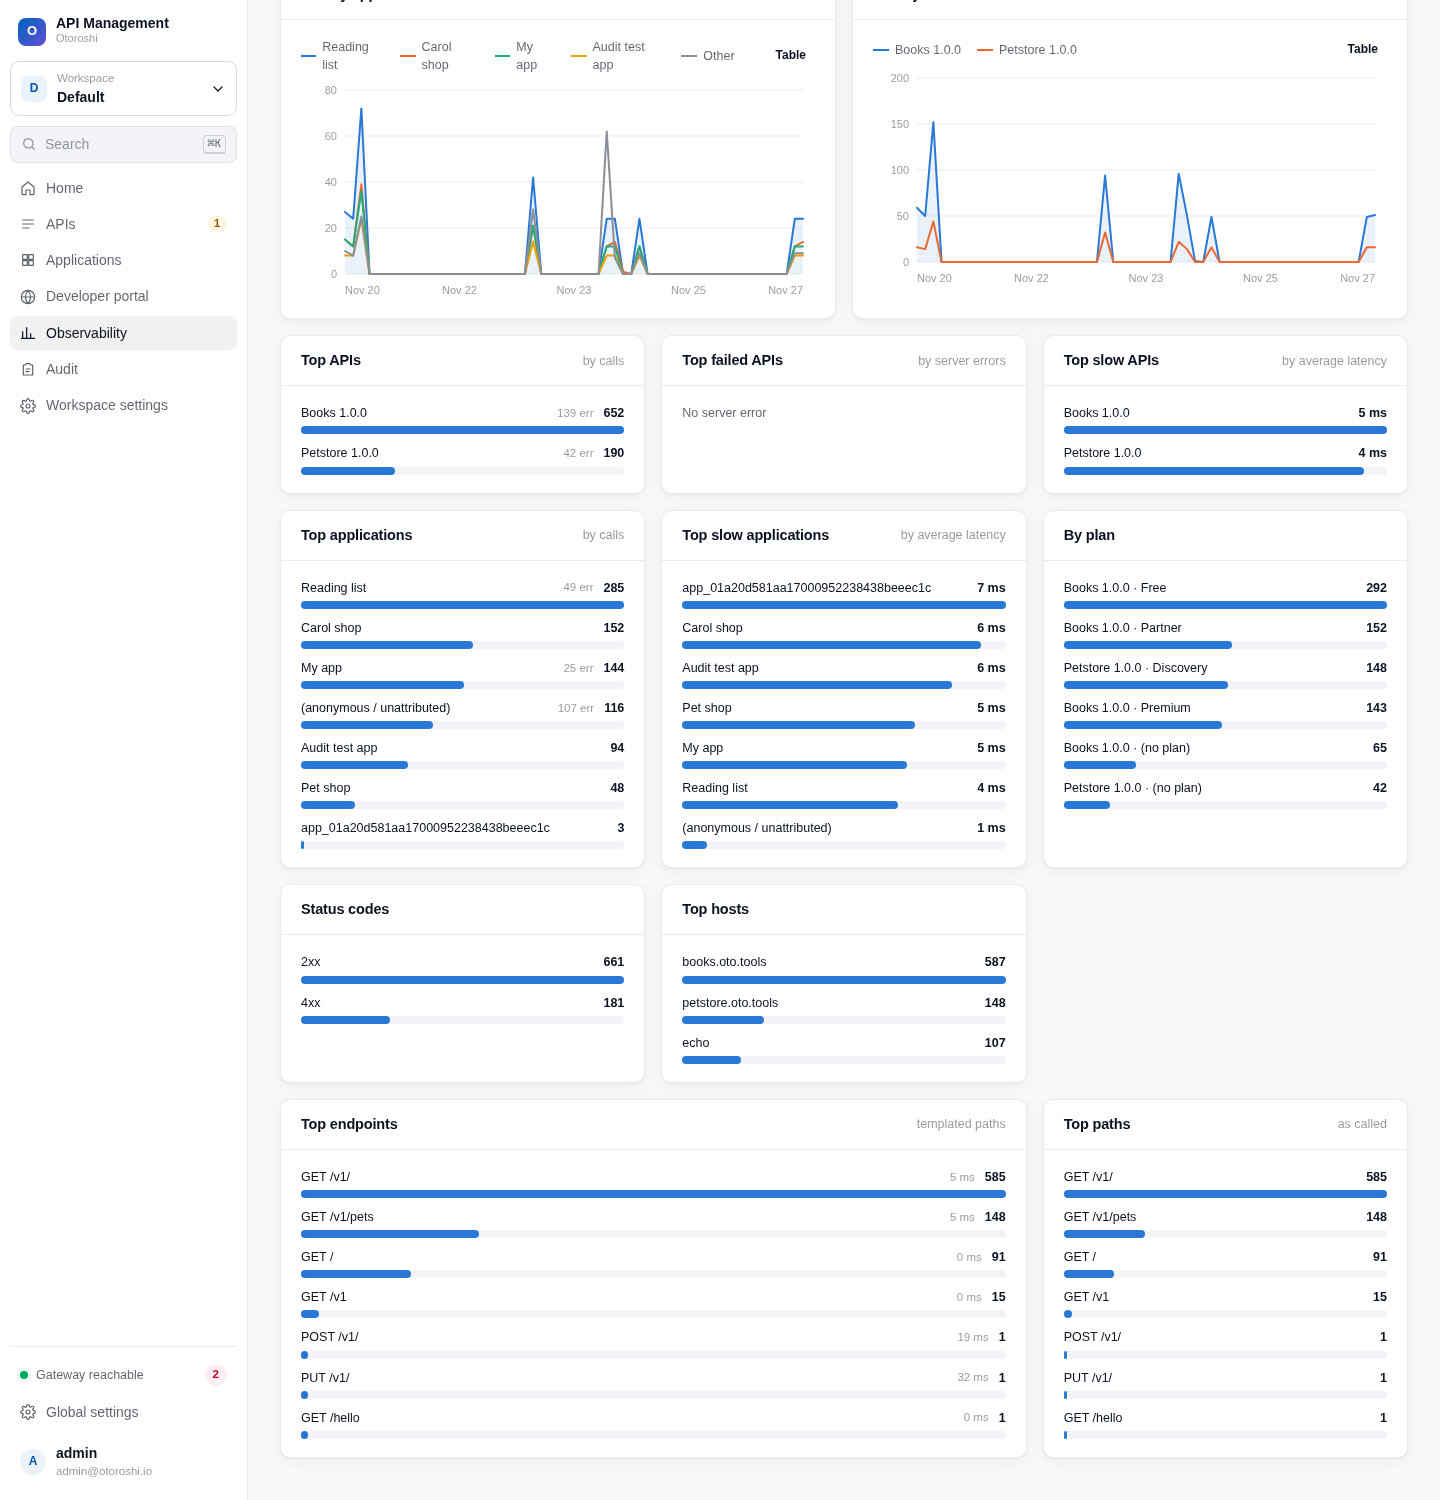 O
API Management
Otoroshi
D
Workspace
Default
Search
⌘K
Home
APIs
1
Applications
Developer portal
Observability
Audit
Workspace settings
Gateway reachable
2
Global settings
A
admin
admin@otoroshi.io
Reading list
Carol shop
My app
Audit test app
Other
Table
80
60
40
20
0
Nov 20
Nov 22
Nov 23
Nov 25
Nov 27
Books 1.0.0
Petstore 1.0.0
Table
200
150
100
50
0
Nov 20
Nov 22
Nov 23
Nov 25
Nov 27
Top APIs by calls
Books 1.0.0 139 err 652
Petstore 1.0.0 42 err 190
Top failed APIs by server errors
No server error
Top slow APIs by average latency
Books 1.0.0 5 ms
Petstore 1.0.0 4 ms
Top applications by calls
Reading list 49 err 285
Carol shop 152
My app 25 err 144
(anonymous / unattributed) 107 err 116
Audit test app 94
Pet shop 48
app_01a20d581aa17000952238438beeec1c 3
Top slow applications by average latency
app_01a20d581aa17000952238438beeec1c 7 ms
Carol shop 6 ms
Audit test app 6 ms
Pet shop 5 ms
My app 5 ms
Reading list 4 ms
(anonymous / unattributed) 1 ms
By plan
Books 1.0.0 · Free 292
Books 1.0.0 · Partner 152
Petstore 1.0.0 · Discovery 148
Books 1.0.0 · Premium 143
Books 1.0.0 · (no plan) 65
Petstore 1.0.0 · (no plan) 42
Status codes
2xx 661
4xx 181
Top hosts
books.oto.tools 587
petstore.oto.tools 148
echo 107
Top endpoints templated paths
GET /v1/ 5 ms 585
GET /v1/pets 5 ms 148
GET / 0 ms 91
GET /v1 0 ms 15
POST /v1/ 19 ms 1
PUT /v1/ 32 ms 1
GET /hello 0 ms 1
Top paths as called
GET /v1/ 585
GET /v1/pets 148
GET / 91
GET /v1 15
POST /v1/ 1
PUT /v1/ 1
GET /hello 1